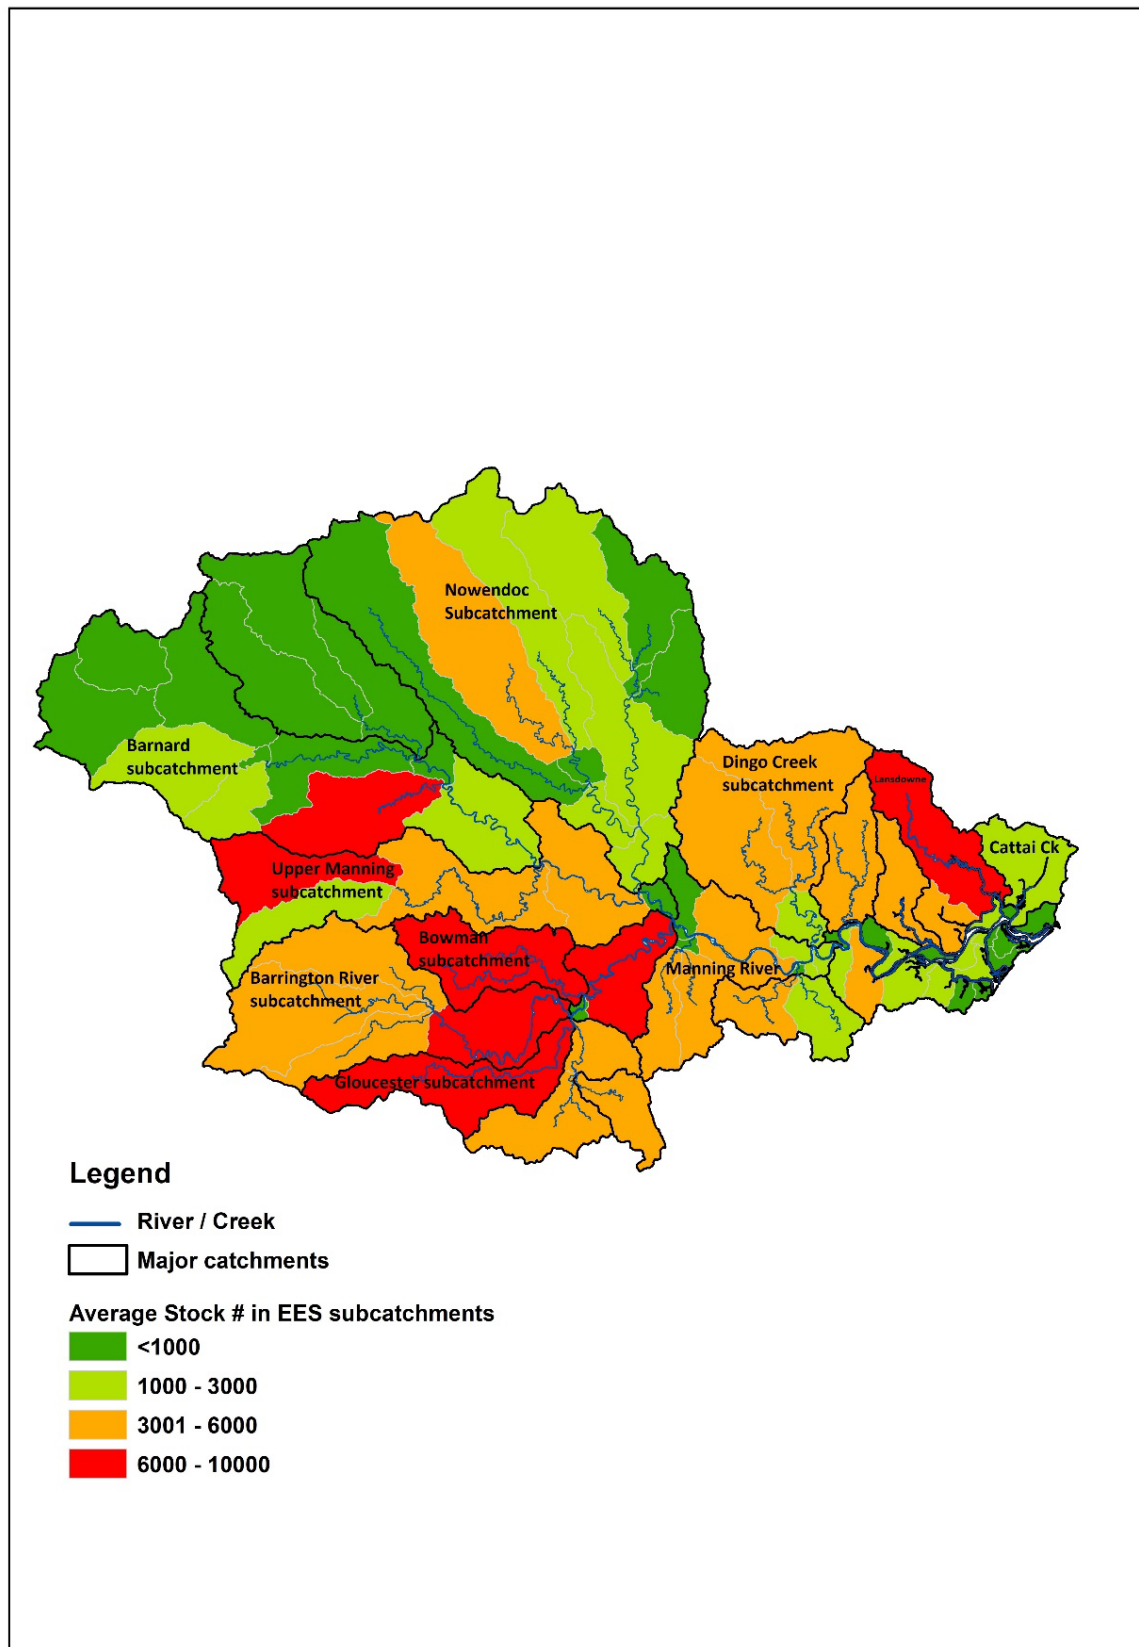 Nowendoc
Subcatchment
Barnard
subcatchment
Dingo Creek
subcatchment
Lansdowne
Cattai Ck
Upper Manning
subcatchment
Bowman
subcatchment
Barrington River
subcatchment
Manning River
Gloucester subcatchment
Legend
River / Creek
Major catchments
Average Stock # in EES subcatchments
<1000
1000 - 3000
3001 - 6000
6000 - 10000